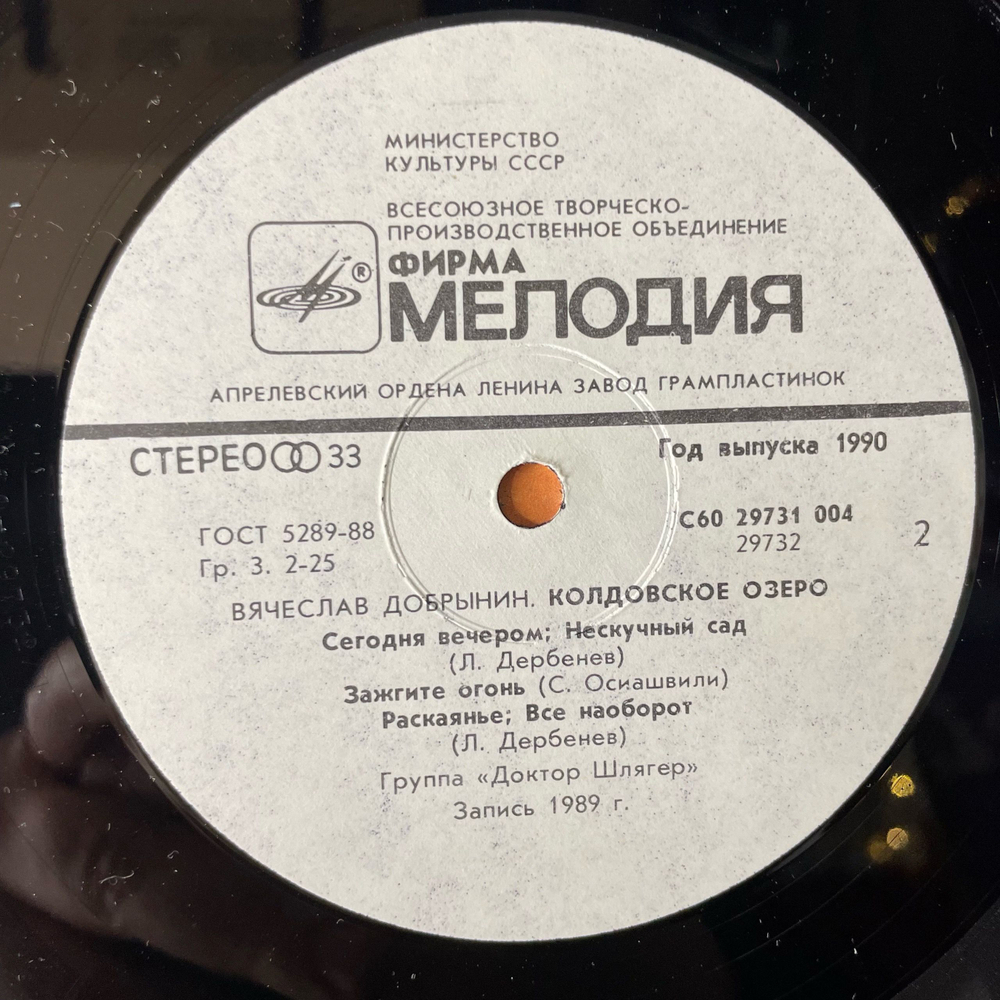 МИНИСТЕРСТВО
КУЛЬТУРЫ СССР
ВСЕСОЮЗНОЕ ТВОРЧЕСКО-
ПРОИЗВОДСТВЕННОЕ ОБЪЕДИНЕНИЕ
ФИРМА
®
МЕЛОДИЯ
АПРЕЛЕВСКИЙ ОРДЕНА ЛЕНИНА ЗАВОД ГРАМПЛАСТИНОК
СТЕРЕО 33
Год выпуска 1990
ГОСТ 5289-88
Гр. 3. 2-25
С60 29731 004
29732
2
ВЯЧЕСЛАВ ДОБРЫНИН. КОЛДОВСКОЕ ОЗЕРО
Сегодня вечером; Нескучный сад
(Л. Дербенев)
Зажгите огонь (С. Осиашвили)
Раскаянье; Все наоборот
(Л. Дербенев)
Группа «Доктор Шлягер»
Запись 1989 г.